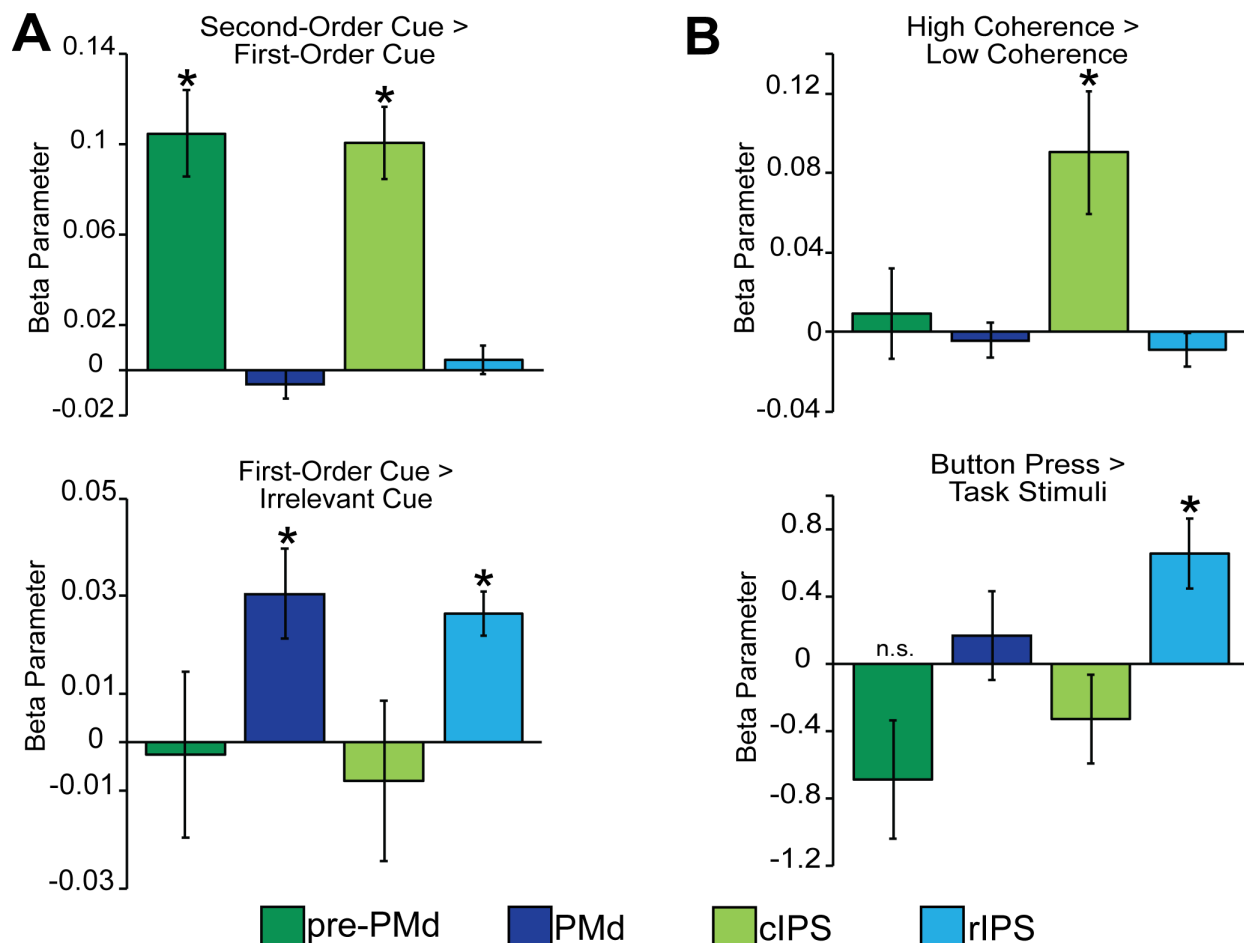 A
Second-Order Cue >
First-Order Cue
0.14
0.1
0.06
0.02
0
-0.02
Beta Parameter
*
*
First-Order Cue >
Irrelevant Cue
0.05
0.03
0.01
0
-0.01
-0.03
Beta Parameter
*
*
B
High Coherence >
Low Coherence
0.12
0.08
0.04
0
-0.04
Beta Parameter
*
Button Press >
Task Stimuli
0.8
0.4
0
-0.4
-0.8
-1.2
Beta Parameter
n.s.
*
pre-PMd PMd cIPS rIPS